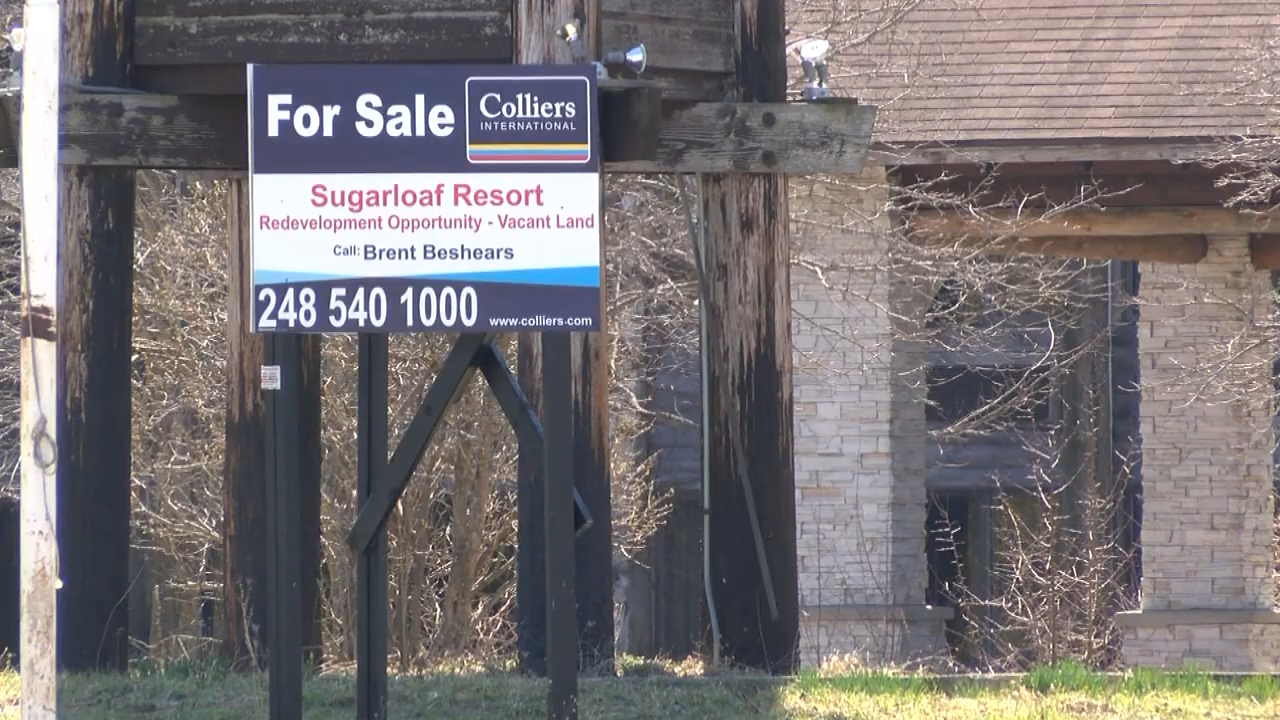 For Sale
Colliers
INTERNATIONAL
Sugarloaf Resort
Redevelopment Opportunity - Vacant Land
Call: Brent Beshears
248 540 1000
www.colliers.com